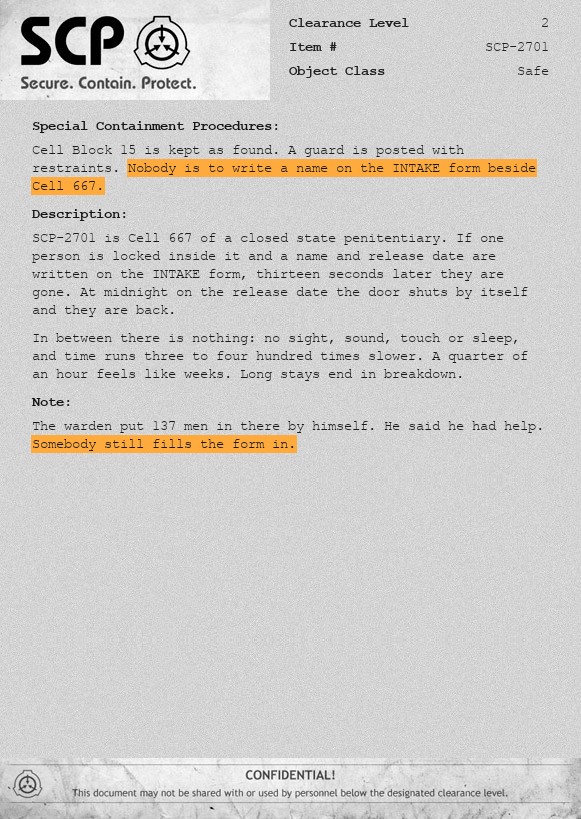 SCP
Secure. Contain. Protect.
Clearance Level 2
Item # SCP-2701
Object Class Safe
Special Containment Procedures:
Cell Block 15 is kept as found. A guard is posted with
restraints. Nobody is to write a name on the INTAKE form beside
Cell 667.
Description:
SCP-2701 is Cell 667 of a closed state penitentiary. If one
person is locked inside it and a name and release date are
written on the INTAKE form, thirteen seconds later they are
gone. At midnight on the release date the door shuts by itself
and they are back.
In between there is nothing: no sight, sound, touch or sleep,
and time runs three to four hundred times slower. A quarter of
an hour feels like weeks. Long stays end in breakdown.
Note:
The warden put 137 men in there by himself. He said he had help.
Somebody still fills the form in.
CONFIDENTIAL!
This document may not be shared with or used by personnel below the designated clearance level.